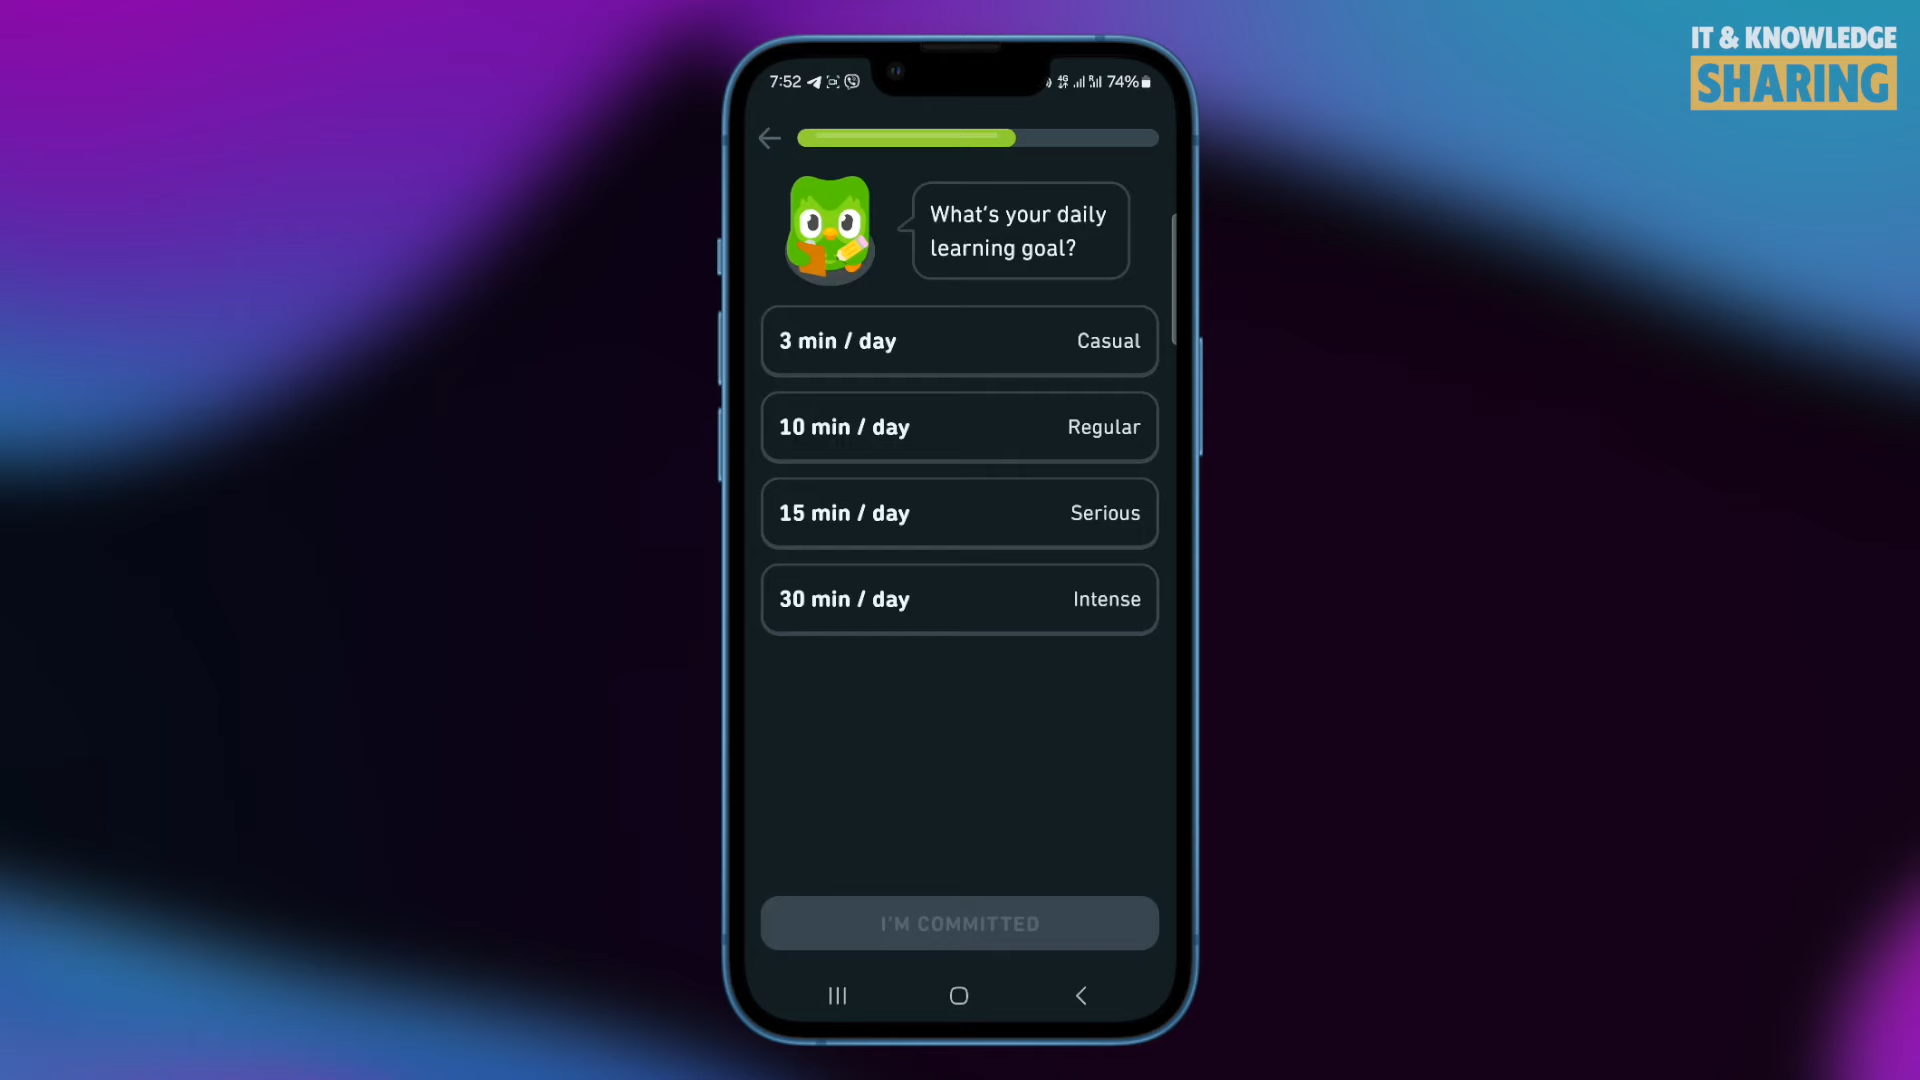 IT & KNOWLEDGE
SHARING
7:52
4G
74%
What's your daily
learning goal?
3 min / day
Casual
10 min / day
Regular
15 min / day
Serious
30 min / day
Intense
I'M COMMITTED